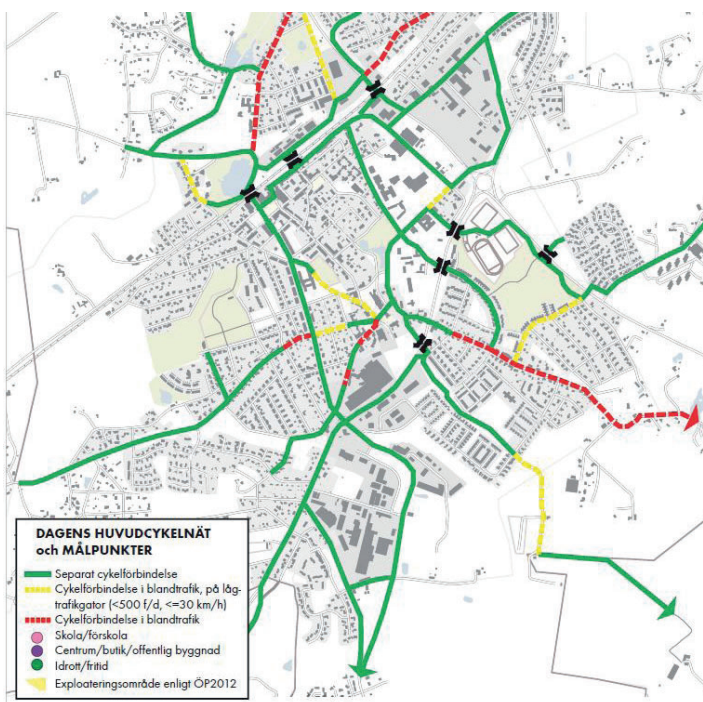 DAGENS HUVUDCYKELNÄT
och MÅLPUNKTER
Separat cykelförbindelse
Cykelförbindelse i blandtrafik, på låg-
trafikgator (<500 f/d, <=30 km/h)
Cykelförbindelse i blandtrafik
Skola/förskola
Centrum/butik/offentlig byggnad
Idrott/fritid
Exploateringsområde enligt ÖP2012